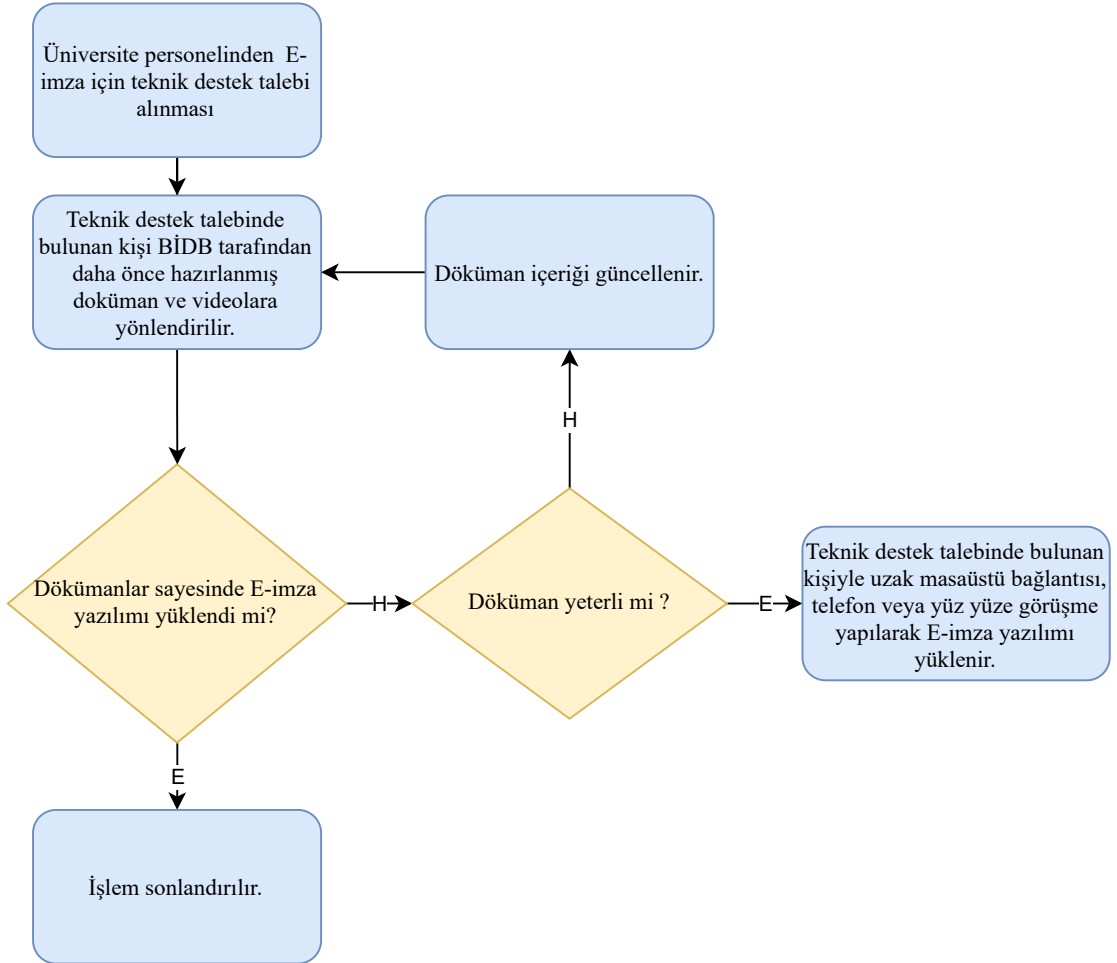 Üniversite personelinden  E-
imza için teknik destek talebi
alınması
Teknik destek talebinde
bulunan kişi BİDB tarafından
daha önce hazırlanmış
doküman ve videolara
yönlendirilir.
Döküman içeriği güncellenir.
H
Dökümanlar sayesinde E-imza
yazılımı yüklendi mi?
H
Döküman yeterli mi ?
E
Teknik destek talebinde bulunan
kişiyle uzak masaüstü bağlantısı,
telefon veya yüz yüze görüşme
yapılarak E-imza yazılımı
yüklenir.
E
İşlem sonlandırılır.